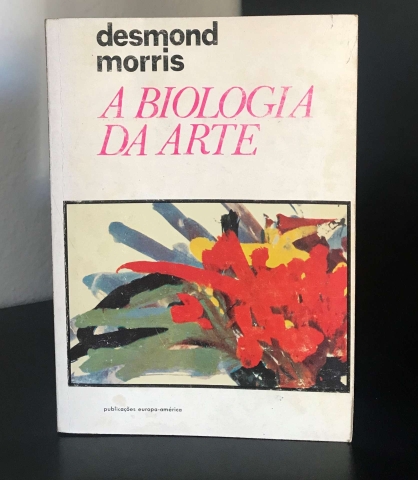 desmond
morris
A BIOLOGIA
DA ARTE
publicações europa-américa